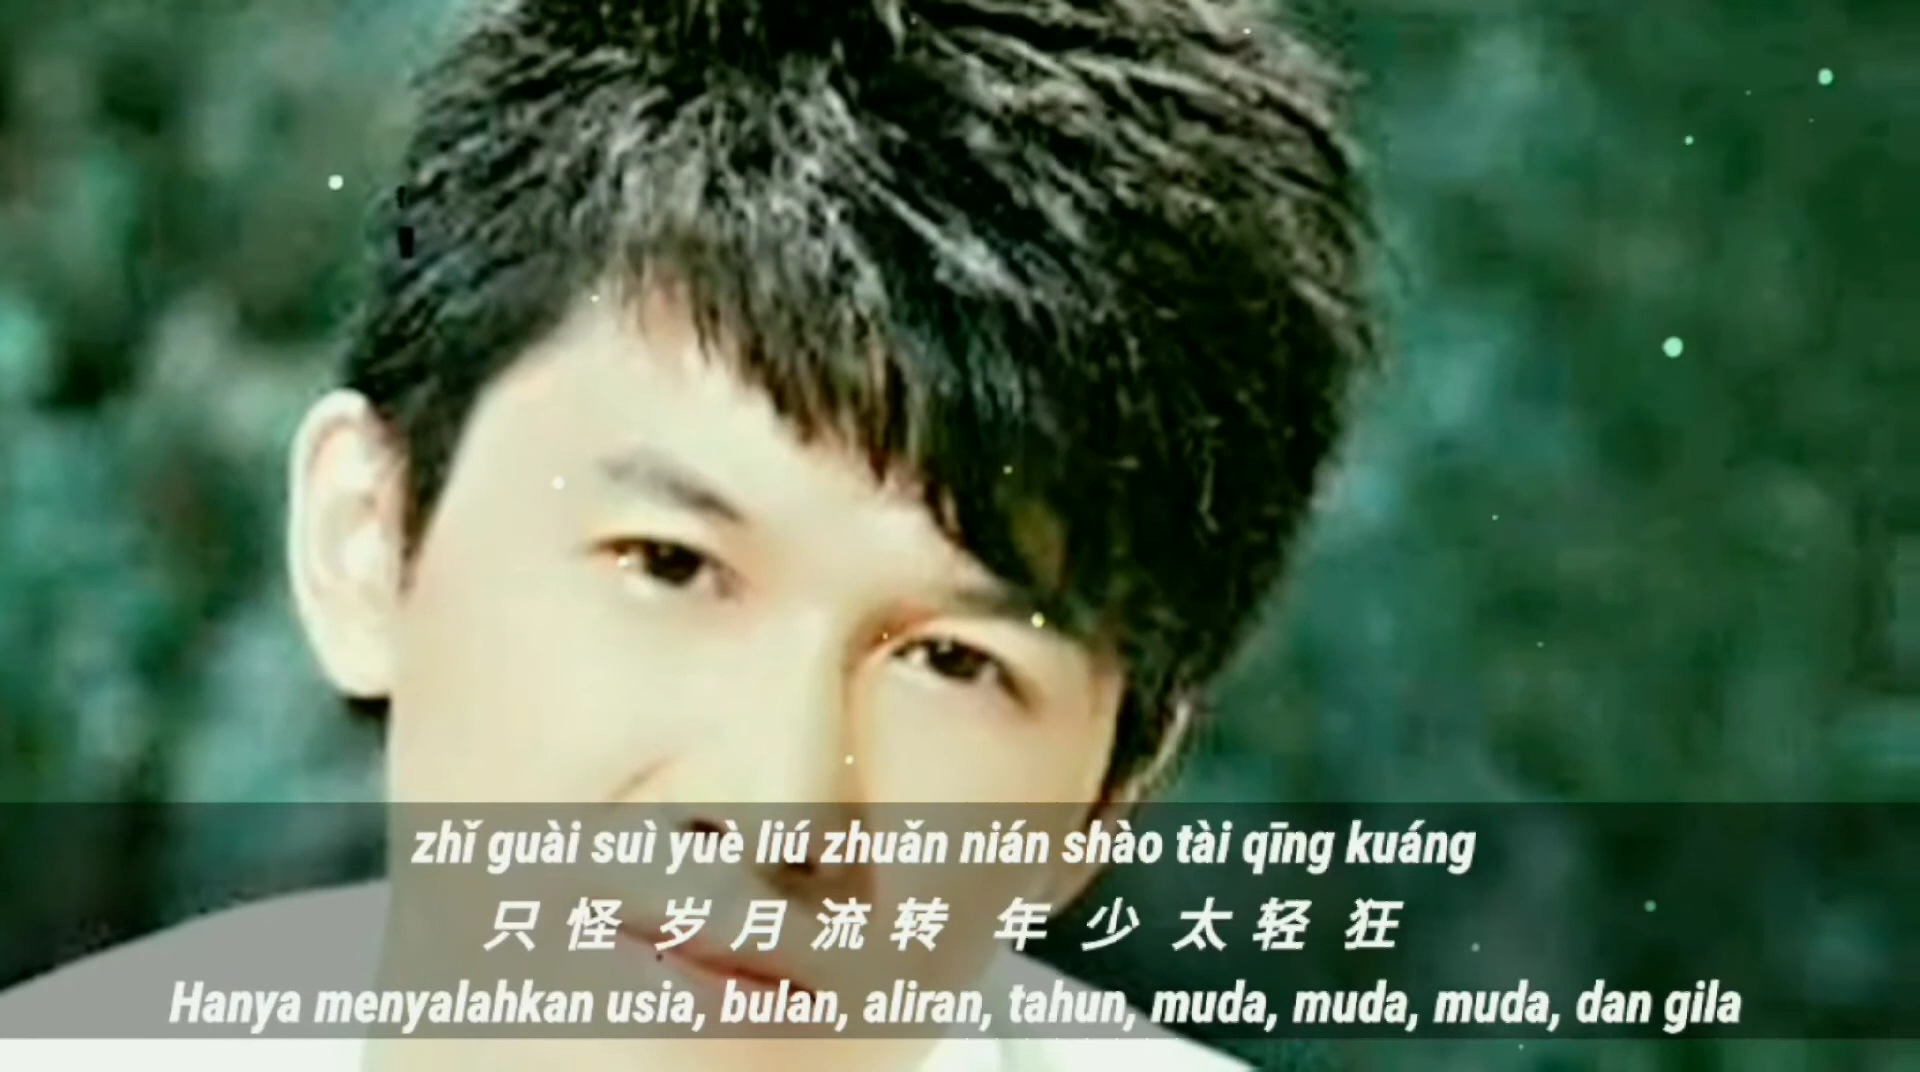 zhǐ guài suì yuè liú zhuǎn nián shào tài qīng kuáng
只 怪 岁 月 流 转 年 少 太 轻 狂
Hanya menyalahkan usia, bulan, aliran, tahun, muda, muda, muda, dan gila